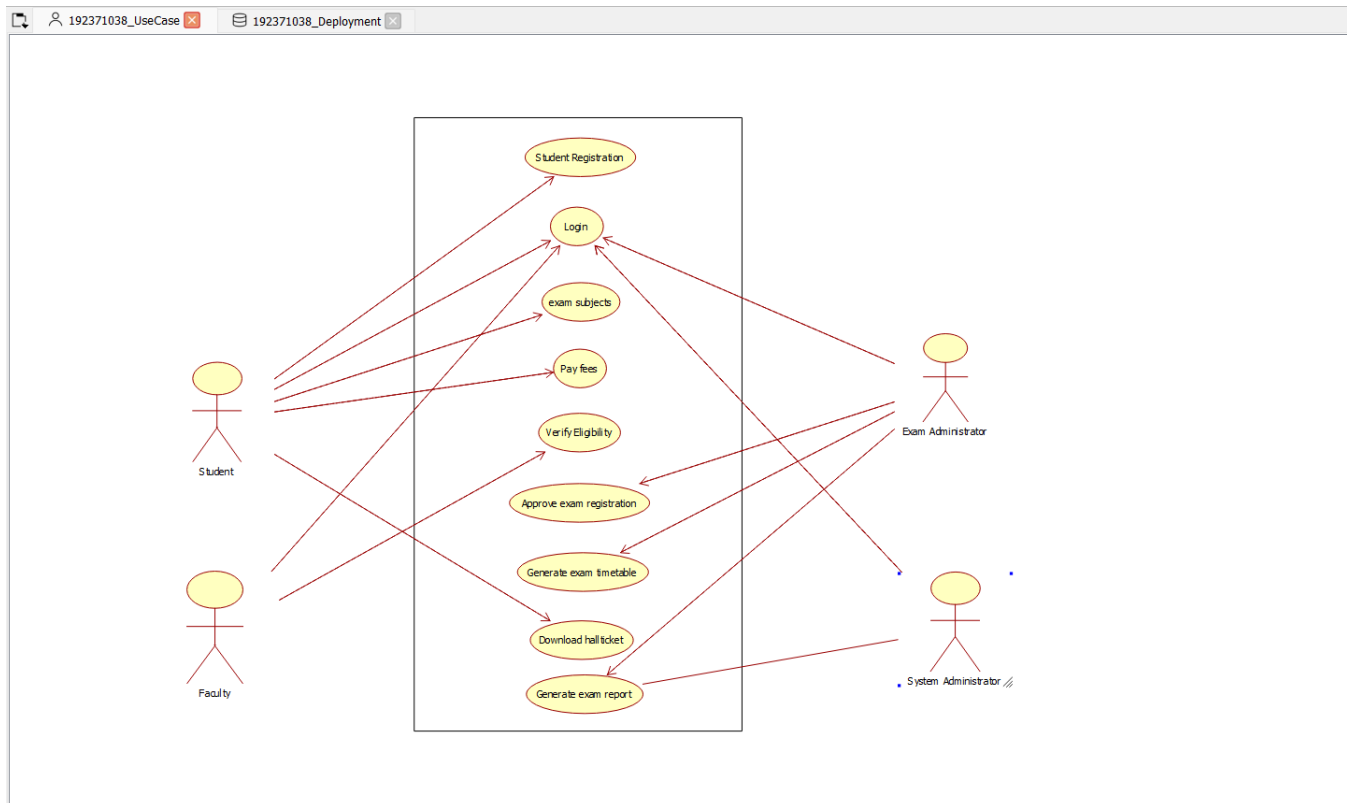 192371038_UseCase
192371038_Deployment
Student Registration
Login
exam subjects
Pay fees
Verify Eligibility
Student
Exam Administrator
Approve exam registration
Generate exam timetable
Download hallticket
Generate exam report
Faculty
System Administrator